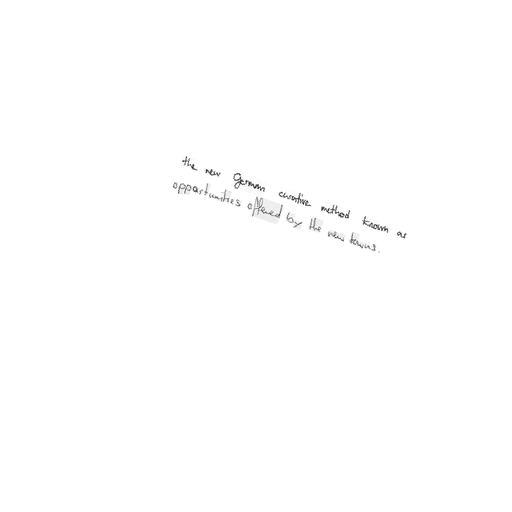 the new German curative method known as
opportunities offered by the new towns.